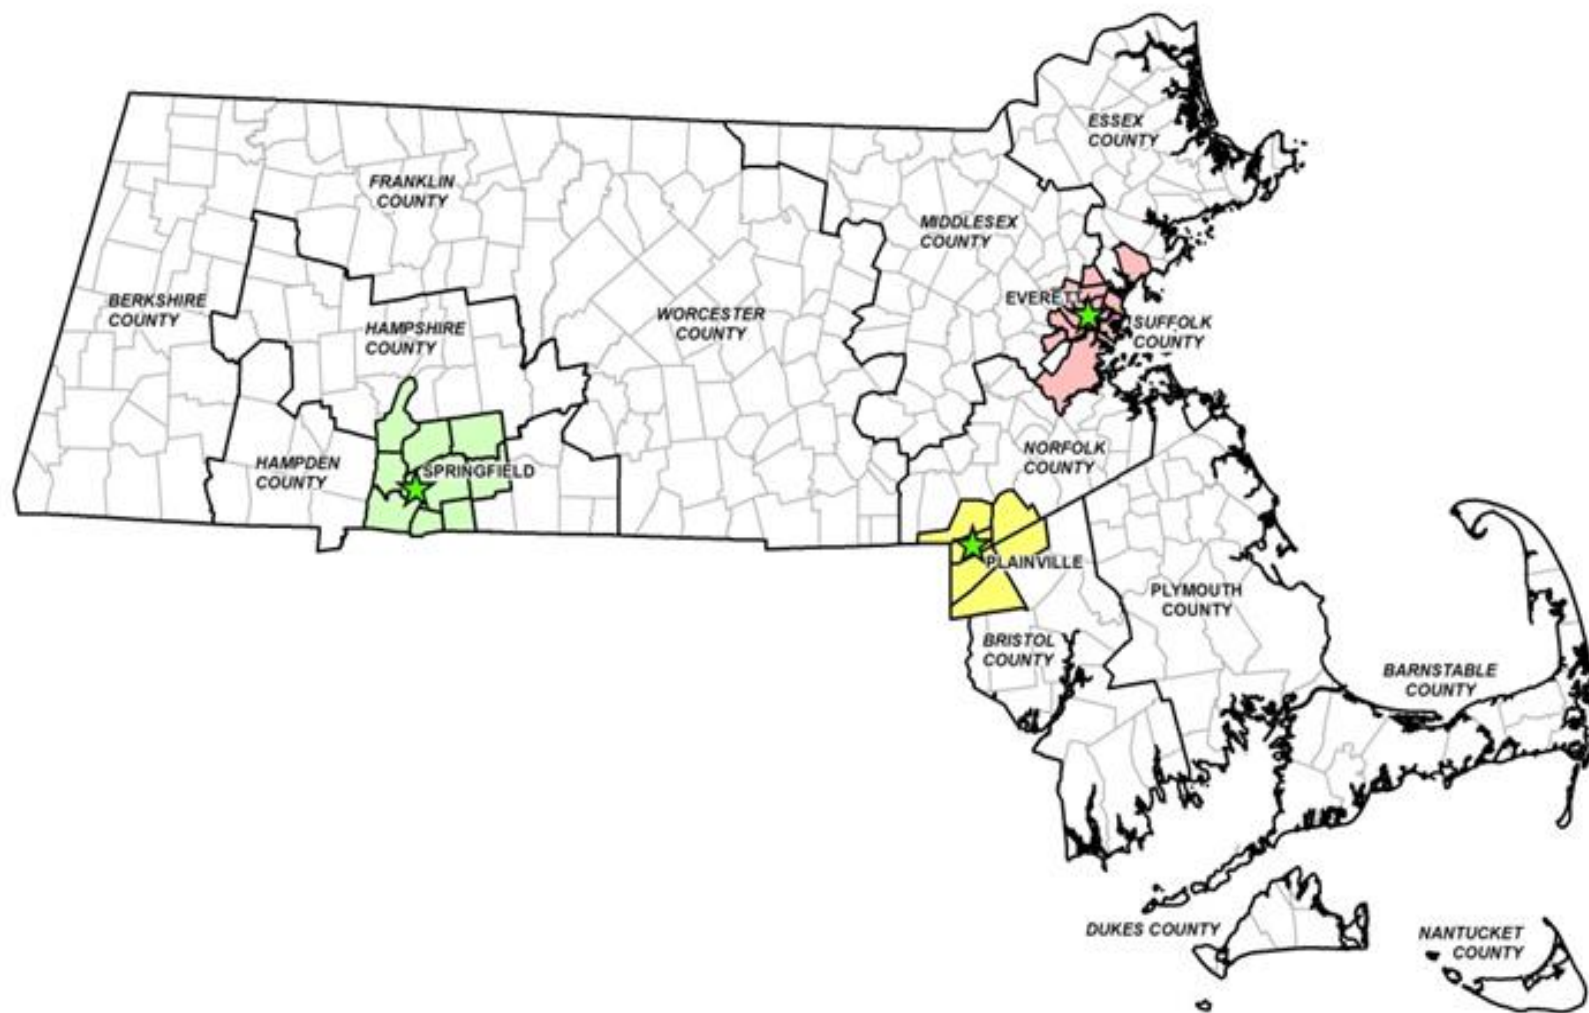 ESSEX
COUNTY
FRANKLIN
COUNTY
MIDDLESEX
COUNTY
BERKSHIRE
COUNTY
HAMPSHIRE
COUNTY
WORCESTER
COUNTY
EVERETT
SUFFOLK
COUNTY
HAMPDEN
COUNTY
SPRINGFIELD
NORFOLK
COUNTY
PLAINVILLE
PLYMOUTH
COUNTY
BRISTOL
COUNTY
BARNSTABLE
COUNTY
DUKES COUNTY
NANTUCKET
COUNTY